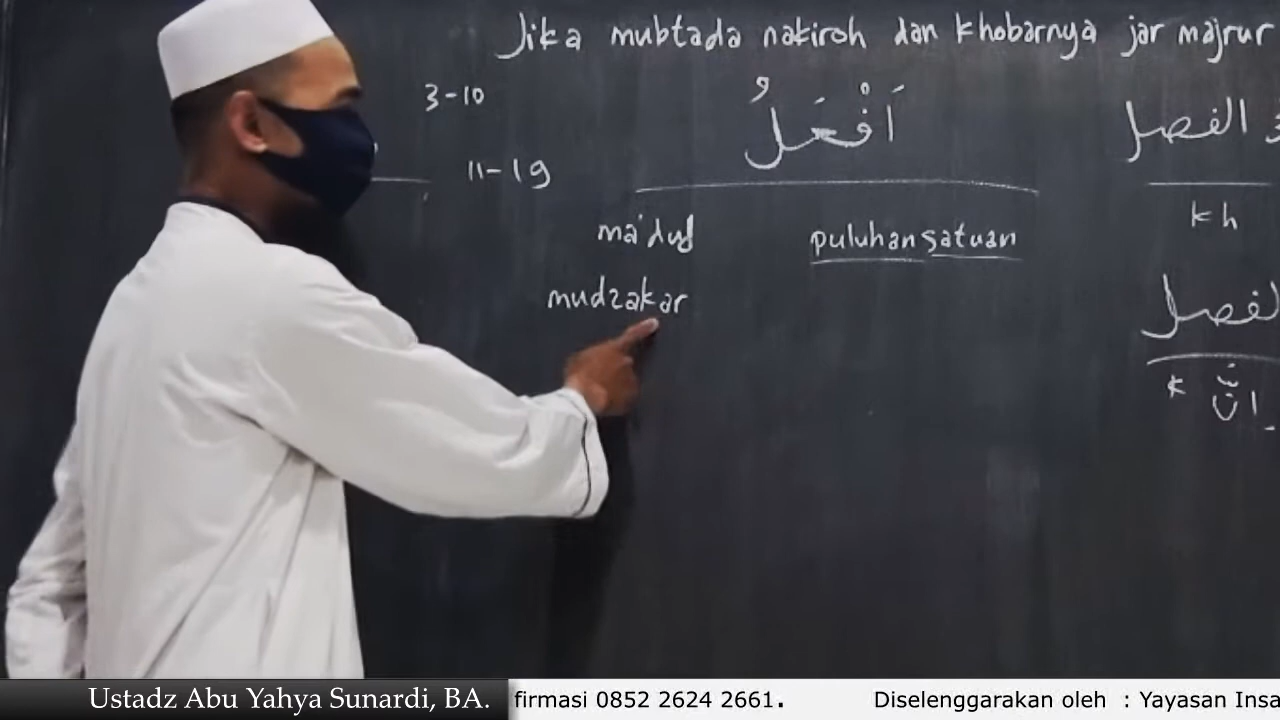 Jika mubtada nakiroh dan khobarnya jar majrur
3-10
اَفْعَلُ
الفصل
11-19
kh
ma'dud
puluhan satuan
mudzakar
لفصل
k
اِنَّ
Ustadz Abu Yahya Sunardi, BA.
firmasi 0852 2624 2661.
Diselenggarakan oleh : Yayasan Insa